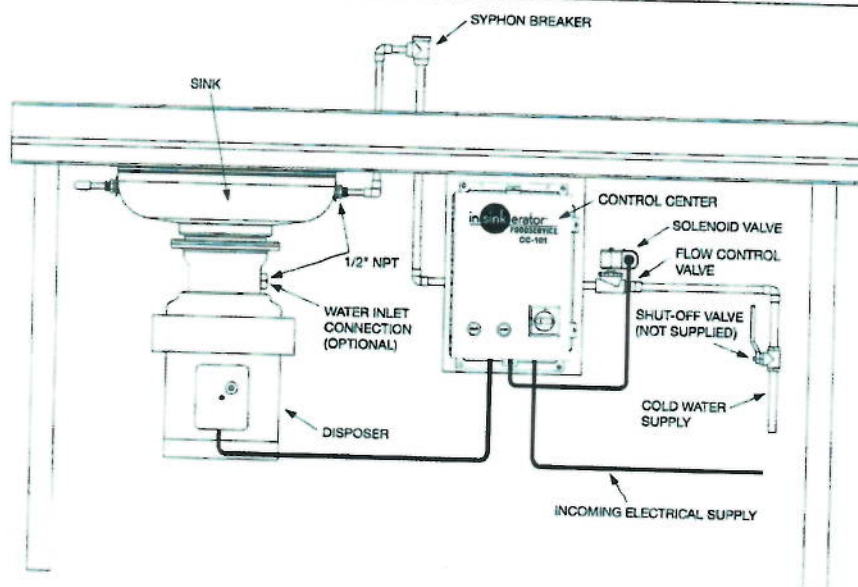 SYPHON BREAKER
SINK
CONTROL CENTER
in sink erator
FOODSERVICE
CC-101
SOLENOID VALVE
FLOW CONTROL
VALVE
1/2" NPT
WATER INLET
CONNECTION
(OPTIONAL)
SHUT-OFF VALVE
(NOT SUPPLIED)
COLD WATER
SUPPLY
DISPOSER
INCOMING ELECTRICAL SUPPLY